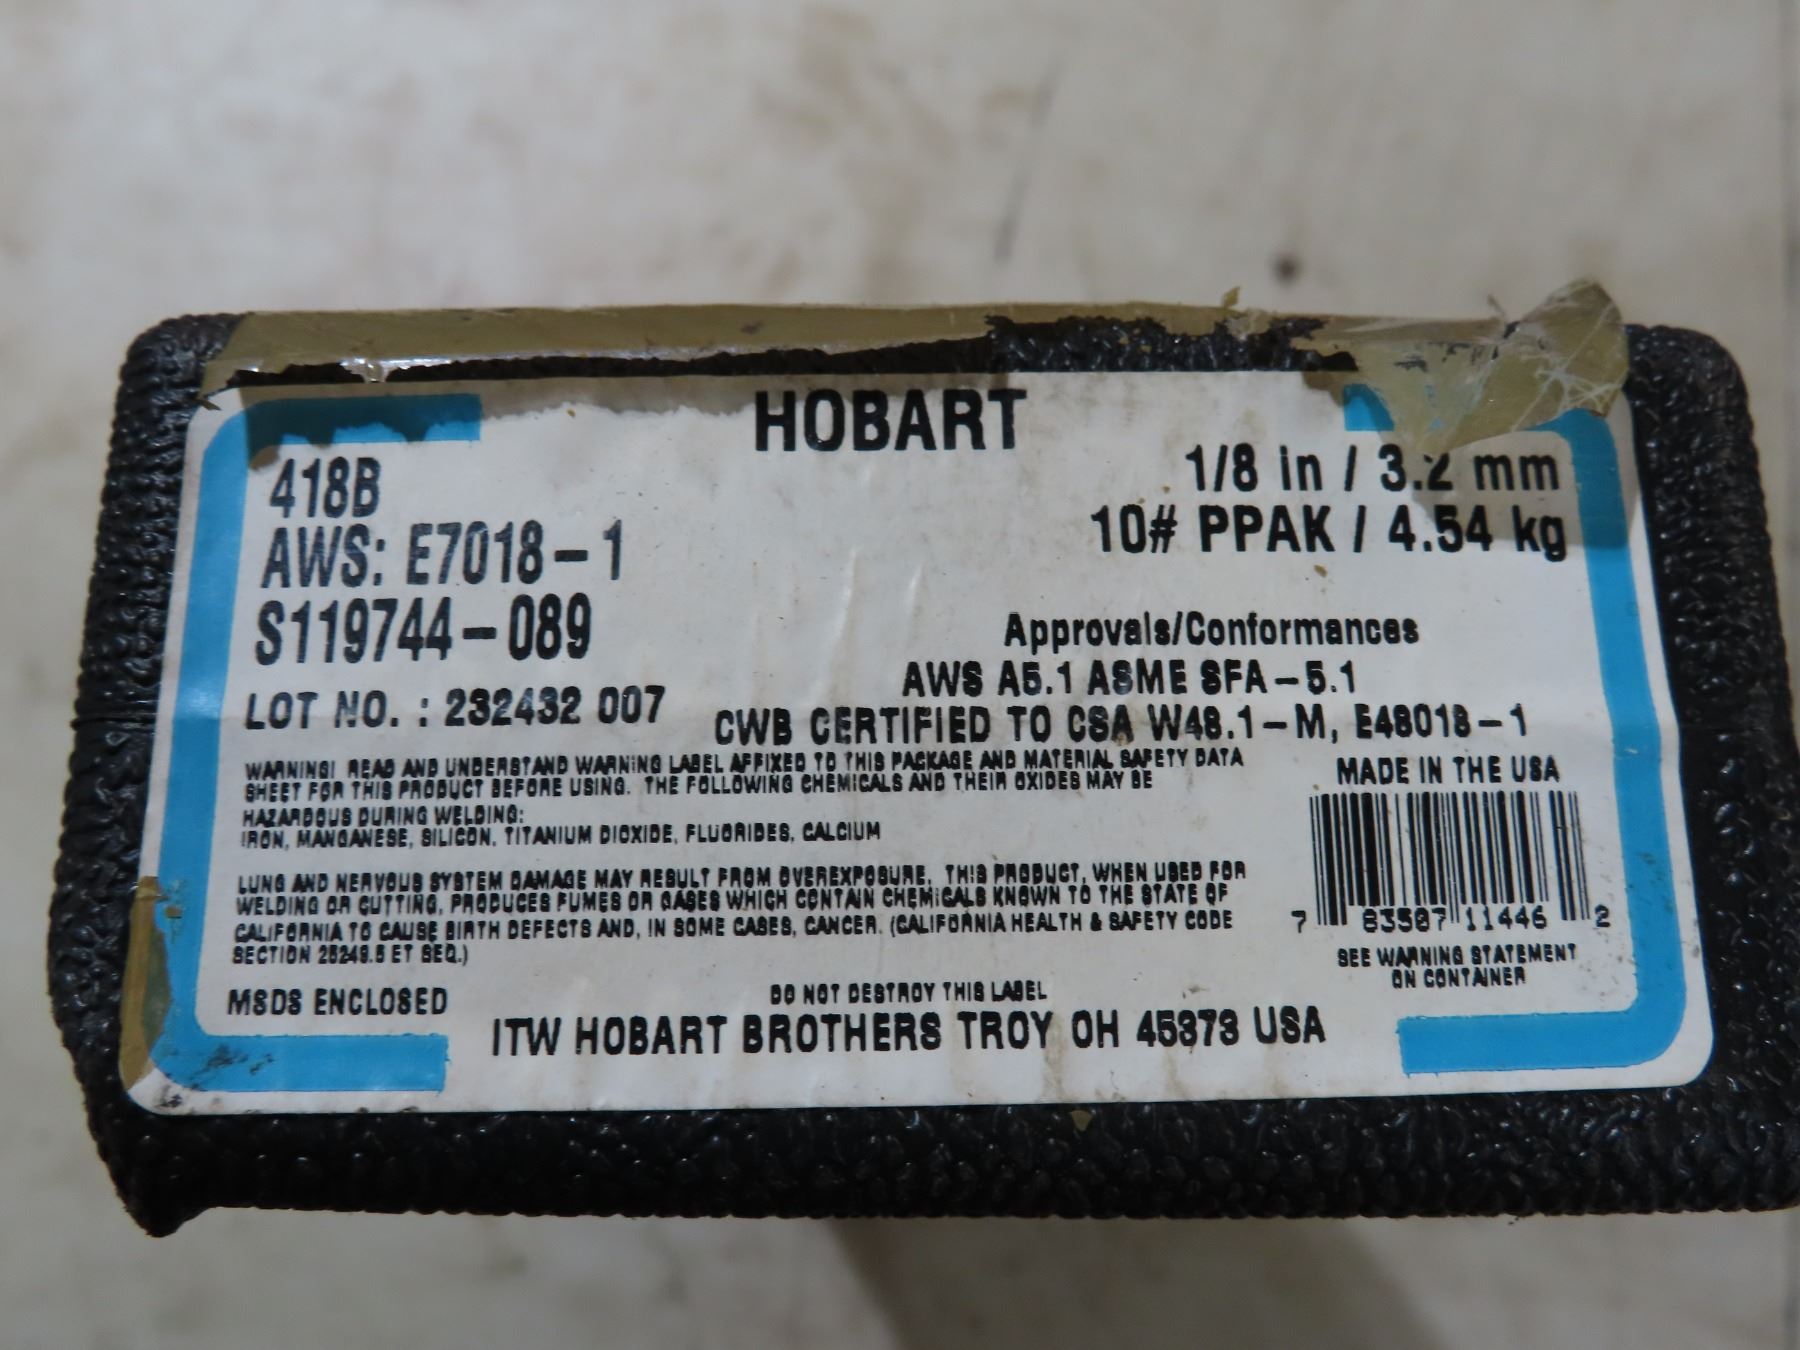 HOBART
418B
1/8 in / 3.2 mm
AWS: E7018-1
10# PPAK / 4.54 kg
S119744-089
Approvals/Conformances
AWS A5.1 ASME SFA-5.1
LOT NO. : 232432 007
CWB CERTIFIED TO CSA W48.1-M, E48018-1
WARNING! READ AND UNDERSTAND WARNING LABEL AFFIXED TO THIS PACKAGE AND MATERIAL SAFETY DATA
SHEET FOR THIS PRODUCT BEFORE USING. THE FOLLOWING CHEMICALS AND THEIR OXIDES MAY BE
HAZARDOUS DURING WELDING:
IRON, MANGANESE, SILICON, TITANIUM DIOXIDE, FLUORIDES, CALCIUM
LUNG AND NERVOUS SYSTEM DAMAGE MAY RESULT FROM OVEREXPOSURE. THIS PRODUCT, WHEN USED FOR
WELDING OR CUTTING, PRODUCES FUMES OR GASES WHICH CONTAIN CHEMICALS KNOWN TO THE STATE OF
CALIFORNIA TO CAUSE BIRTH DEFECTS AND, IN SOME CASES, CANCER. (CALIFORNIA HEALTH & SAFETY CODE
SECTION 25249.5 ET SEQ.)
MADE IN THE USA
7 83587 11446 2
SEE WARNING STATEMENT
ON CONTAINER
MSDS ENCLOSED
DO NOT DESTROY THIS LABEL
ITW HOBART BROTHERS TROY OH 45373 USA